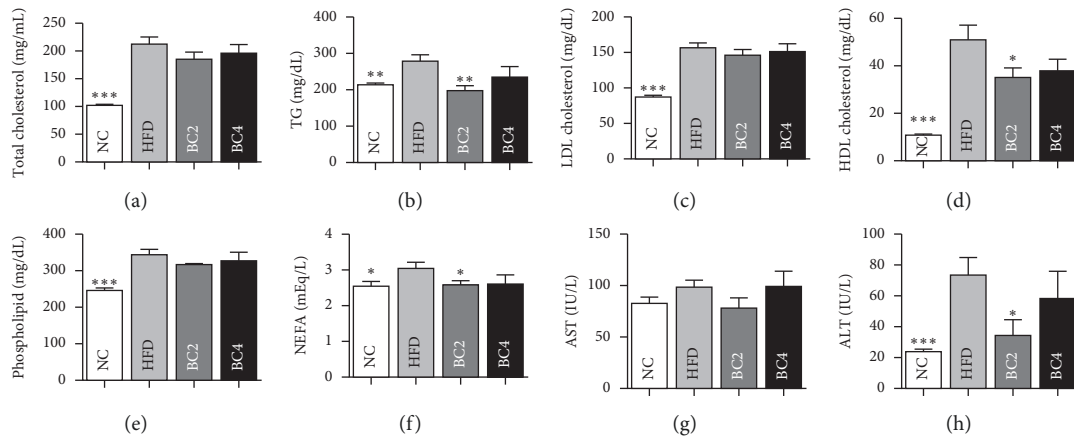 Total cholesterol (mg/mL)
250
200
150
100
50
0
***
NC
HFD
BC2
BC4
(a)
TG (mg/dL)
400
300
200
100
0
**
**
NC
HFD
BC2
BC4
(b)
LDL cholesterol (mg/dL)
200
150
100
50
0
***
NC
HFD
BC2
BC4
(c)
HDL cholesterol (mg/dL)
60
40
20
0
***
*
NC
HFD
BC2
BC4
(d)
Phospholipid (mg/dL)
400
300
200
100
0
***
NC
HFD
BC2
BC4
(e)
NEFA (mEq/L)
4
3
2
1
0
*
*
NC
HFD
BC2
BC4
(f)
AST (IU/L)
150
100
50
0
NC
HFD
BC2
BC4
(g)
ALT (IU/L)
100
80
60
40
20
0
***
*
NC
HFD
BC2
BC4
(h)